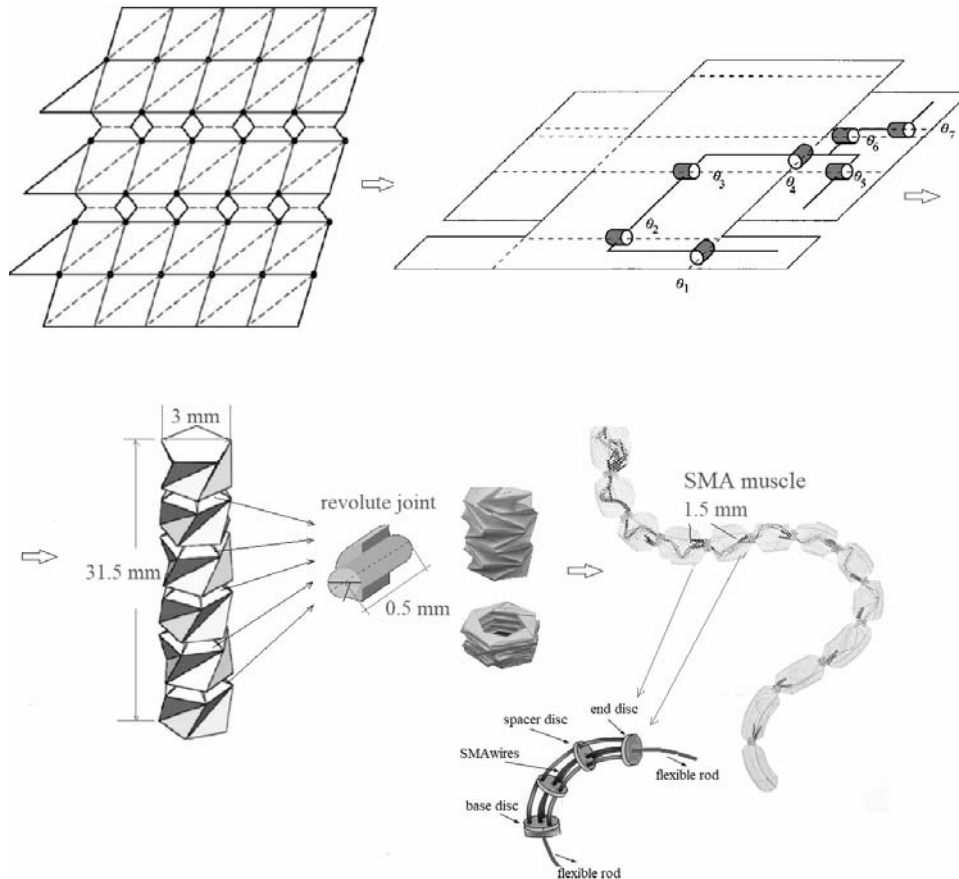 θ7
θ6
θ3
θ4
θ5
θ2
θ1
3 mm
SMA muscle
1.5 mm
revolute joint
31.5 mm
0.5 mm
end disc
spacer disc
SMAwires
flexible rod
base disc
flexible rod